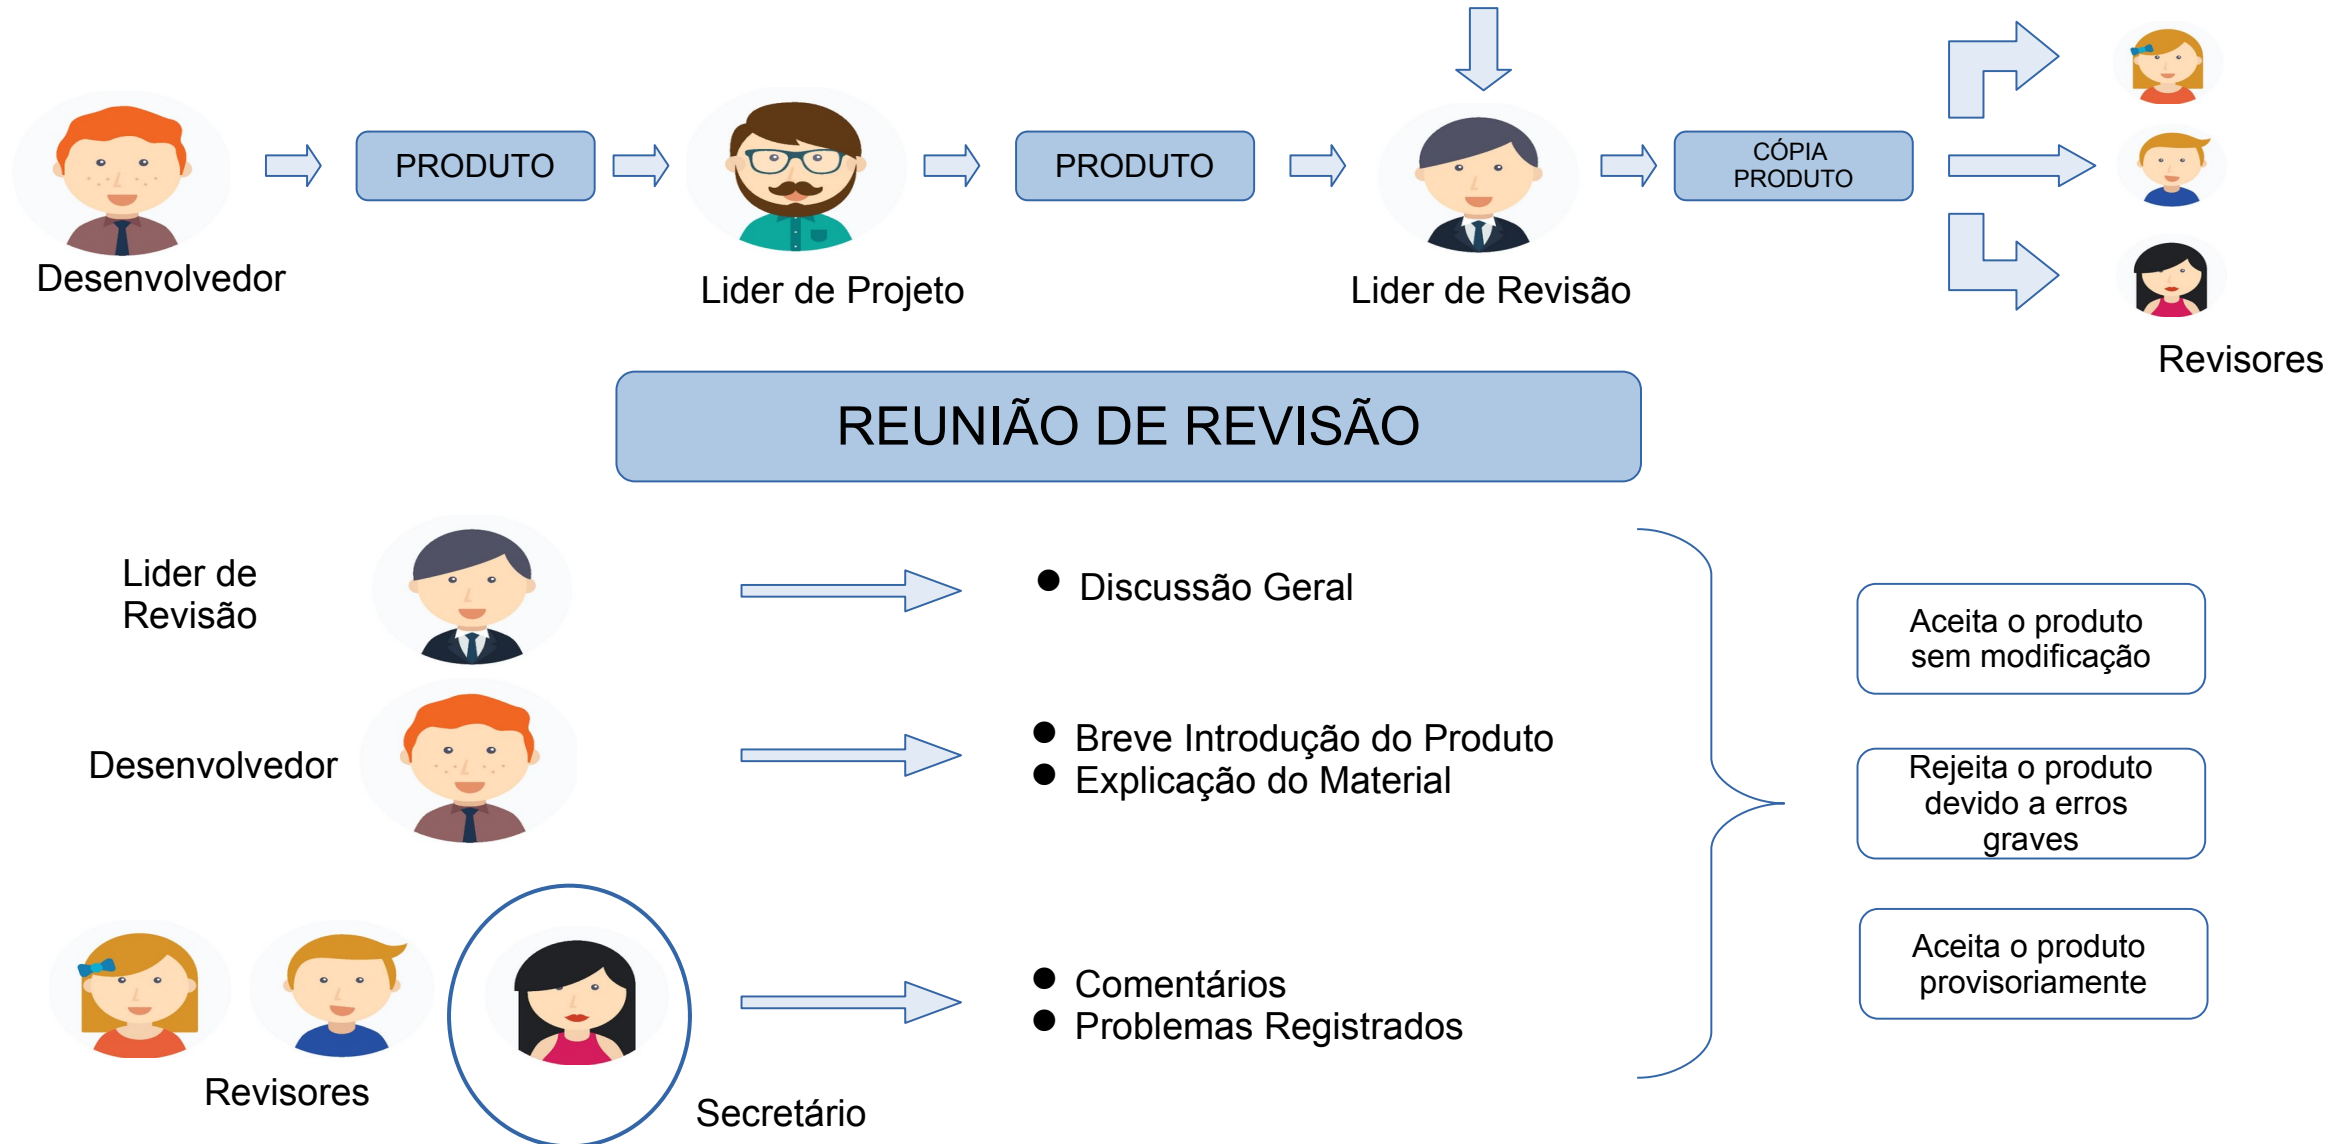 PRODUTO
PRODUTO
CÓPIA
PRODUTO
Desenvolvedor
Lider de Projeto
Lider de Revisão
Revisores
REUNIÃO DE REVISÃO
Lider de
Revisão
● Discussão Geral
Aceita o produto
sem modificação
Desenvolvedor
● Breve Introdução do Produto
● Explicação do Material
Rejeita o produto
devido a erros
graves
Aceita o produto
provisoriamente
● Comentários
● Problemas Registrados
Revisores
Secretário